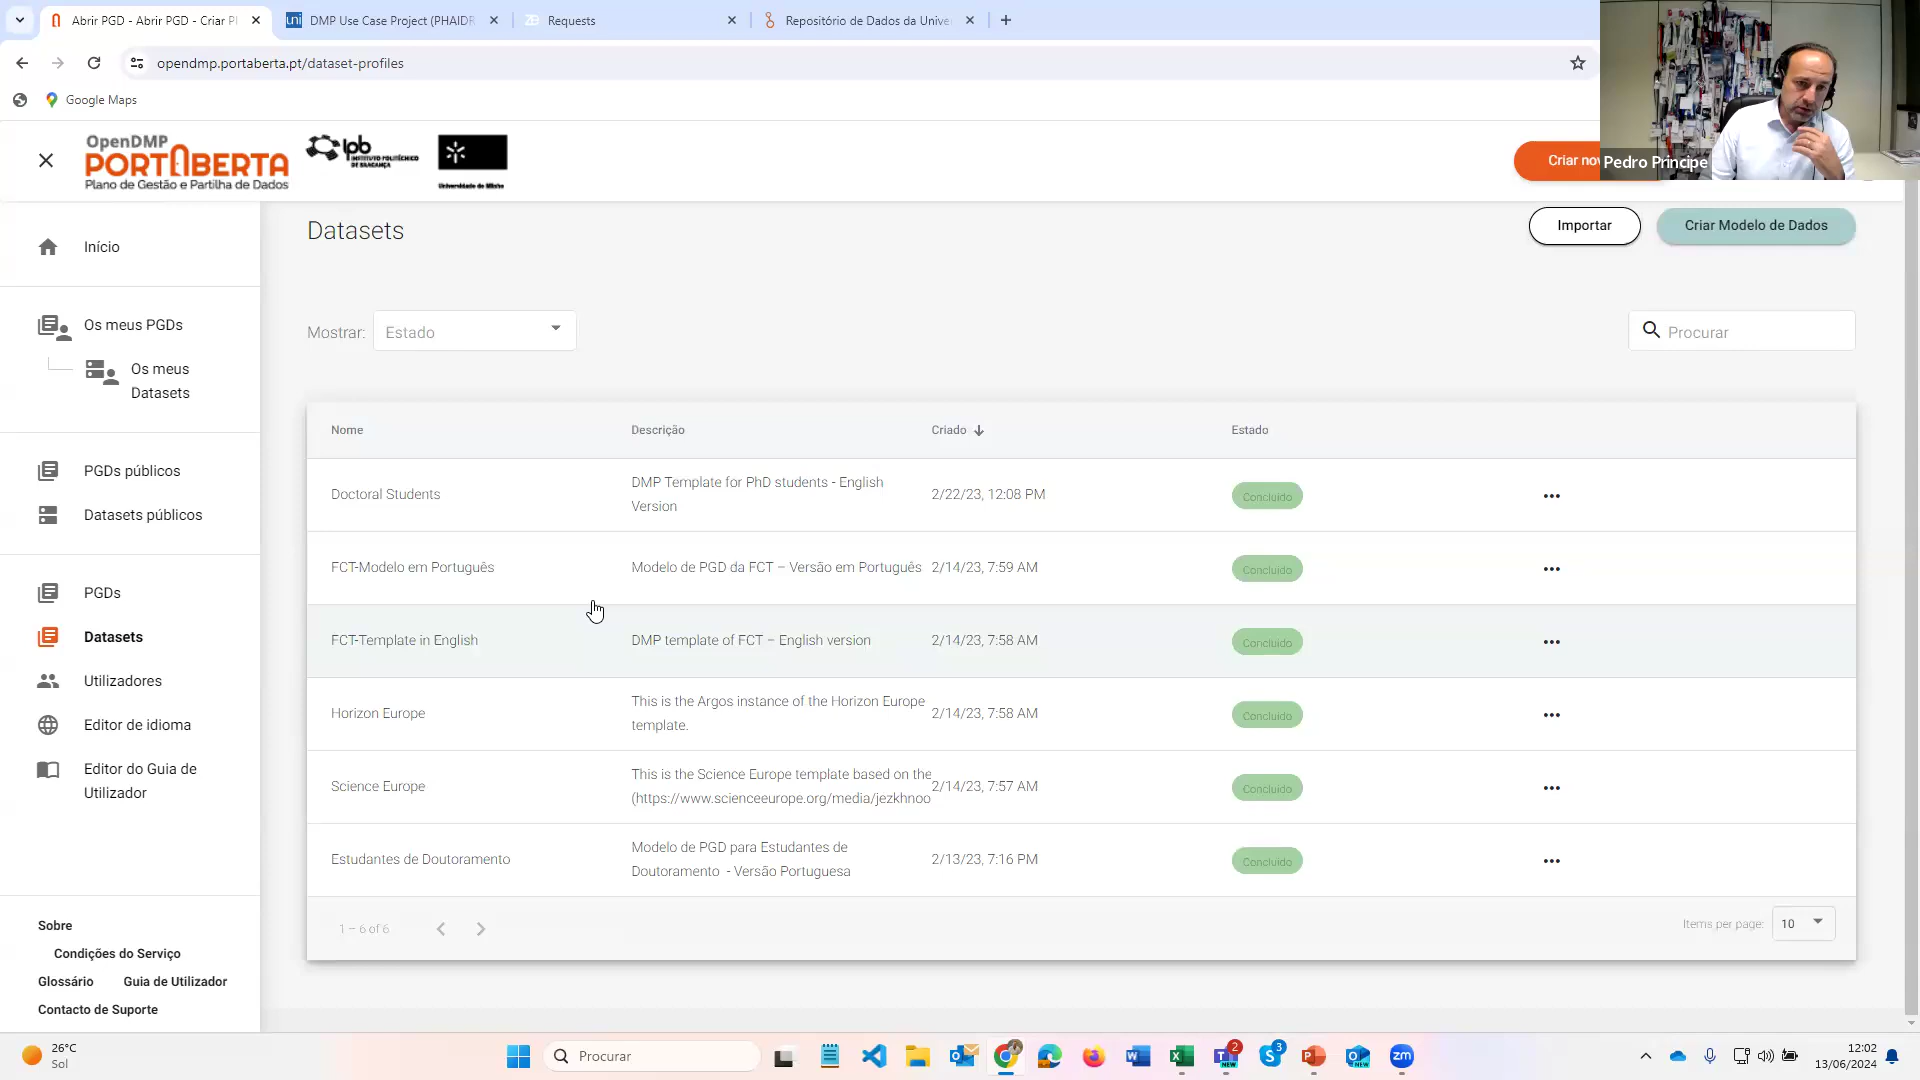 Abrir PGD - Abrir PGD - Criar P
DMP Use Case Project (PHAIDR
Requests
Repositório de Dados da Unive
opendmp.portaberta.pt/dataset-profiles
Google Maps
OpenDMP
PORTABERTA
Plano de Gestão e Partilha de Dados
ipb
INSTITUTO POLITÉCNICO
DE BRAGANÇA
Universidade do Minho
Criar nov
Pedro Príncipe
Início
Os meus PGDs
Os meus
Datasets
PGDs públicos
Datasets públicos
PGDs
Datasets
Utilizadores
Editor de idioma
Editor do Guia de
Utilizador
Sobre
Condições do Serviço
Glossário Guia de Utilizador
Contacto de Suporte
Datasets
Importar
Criar Modelo de Dados
Mostrar: Estado
Procurar
Nome Descrição Criado Estado
Doctoral Students
DMP Template for PhD students - English
Version
2/22/23, 12:08 PM
Concluído
FCT-Modelo em Português
Modelo de PGD da FCT – Versão em Português
2/14/23, 7:59 AM
Concluído
FCT-Template in English
DMP template of FCT – English version
2/14/23, 7:58 AM
Concluído
Horizon Europe
This is the Argos instance of the Horizon Europe
template.
2/14/23, 7:58 AM
Concluído
Science Europe
This is the Science Europe template based on the
(https://www.scienceeurope.org/media/jezkhnoo
2/14/23, 7:57 AM
Concluído
Estudantes de Doutoramento
Modelo de PGD para Estudantes de
Doutoramento - Versão Portuguesa
2/13/23, 7:16 PM
Concluído
1 – 6 of 6
Items per page: 10
26°C
Sol
Procurar
12:02
13/06/2024